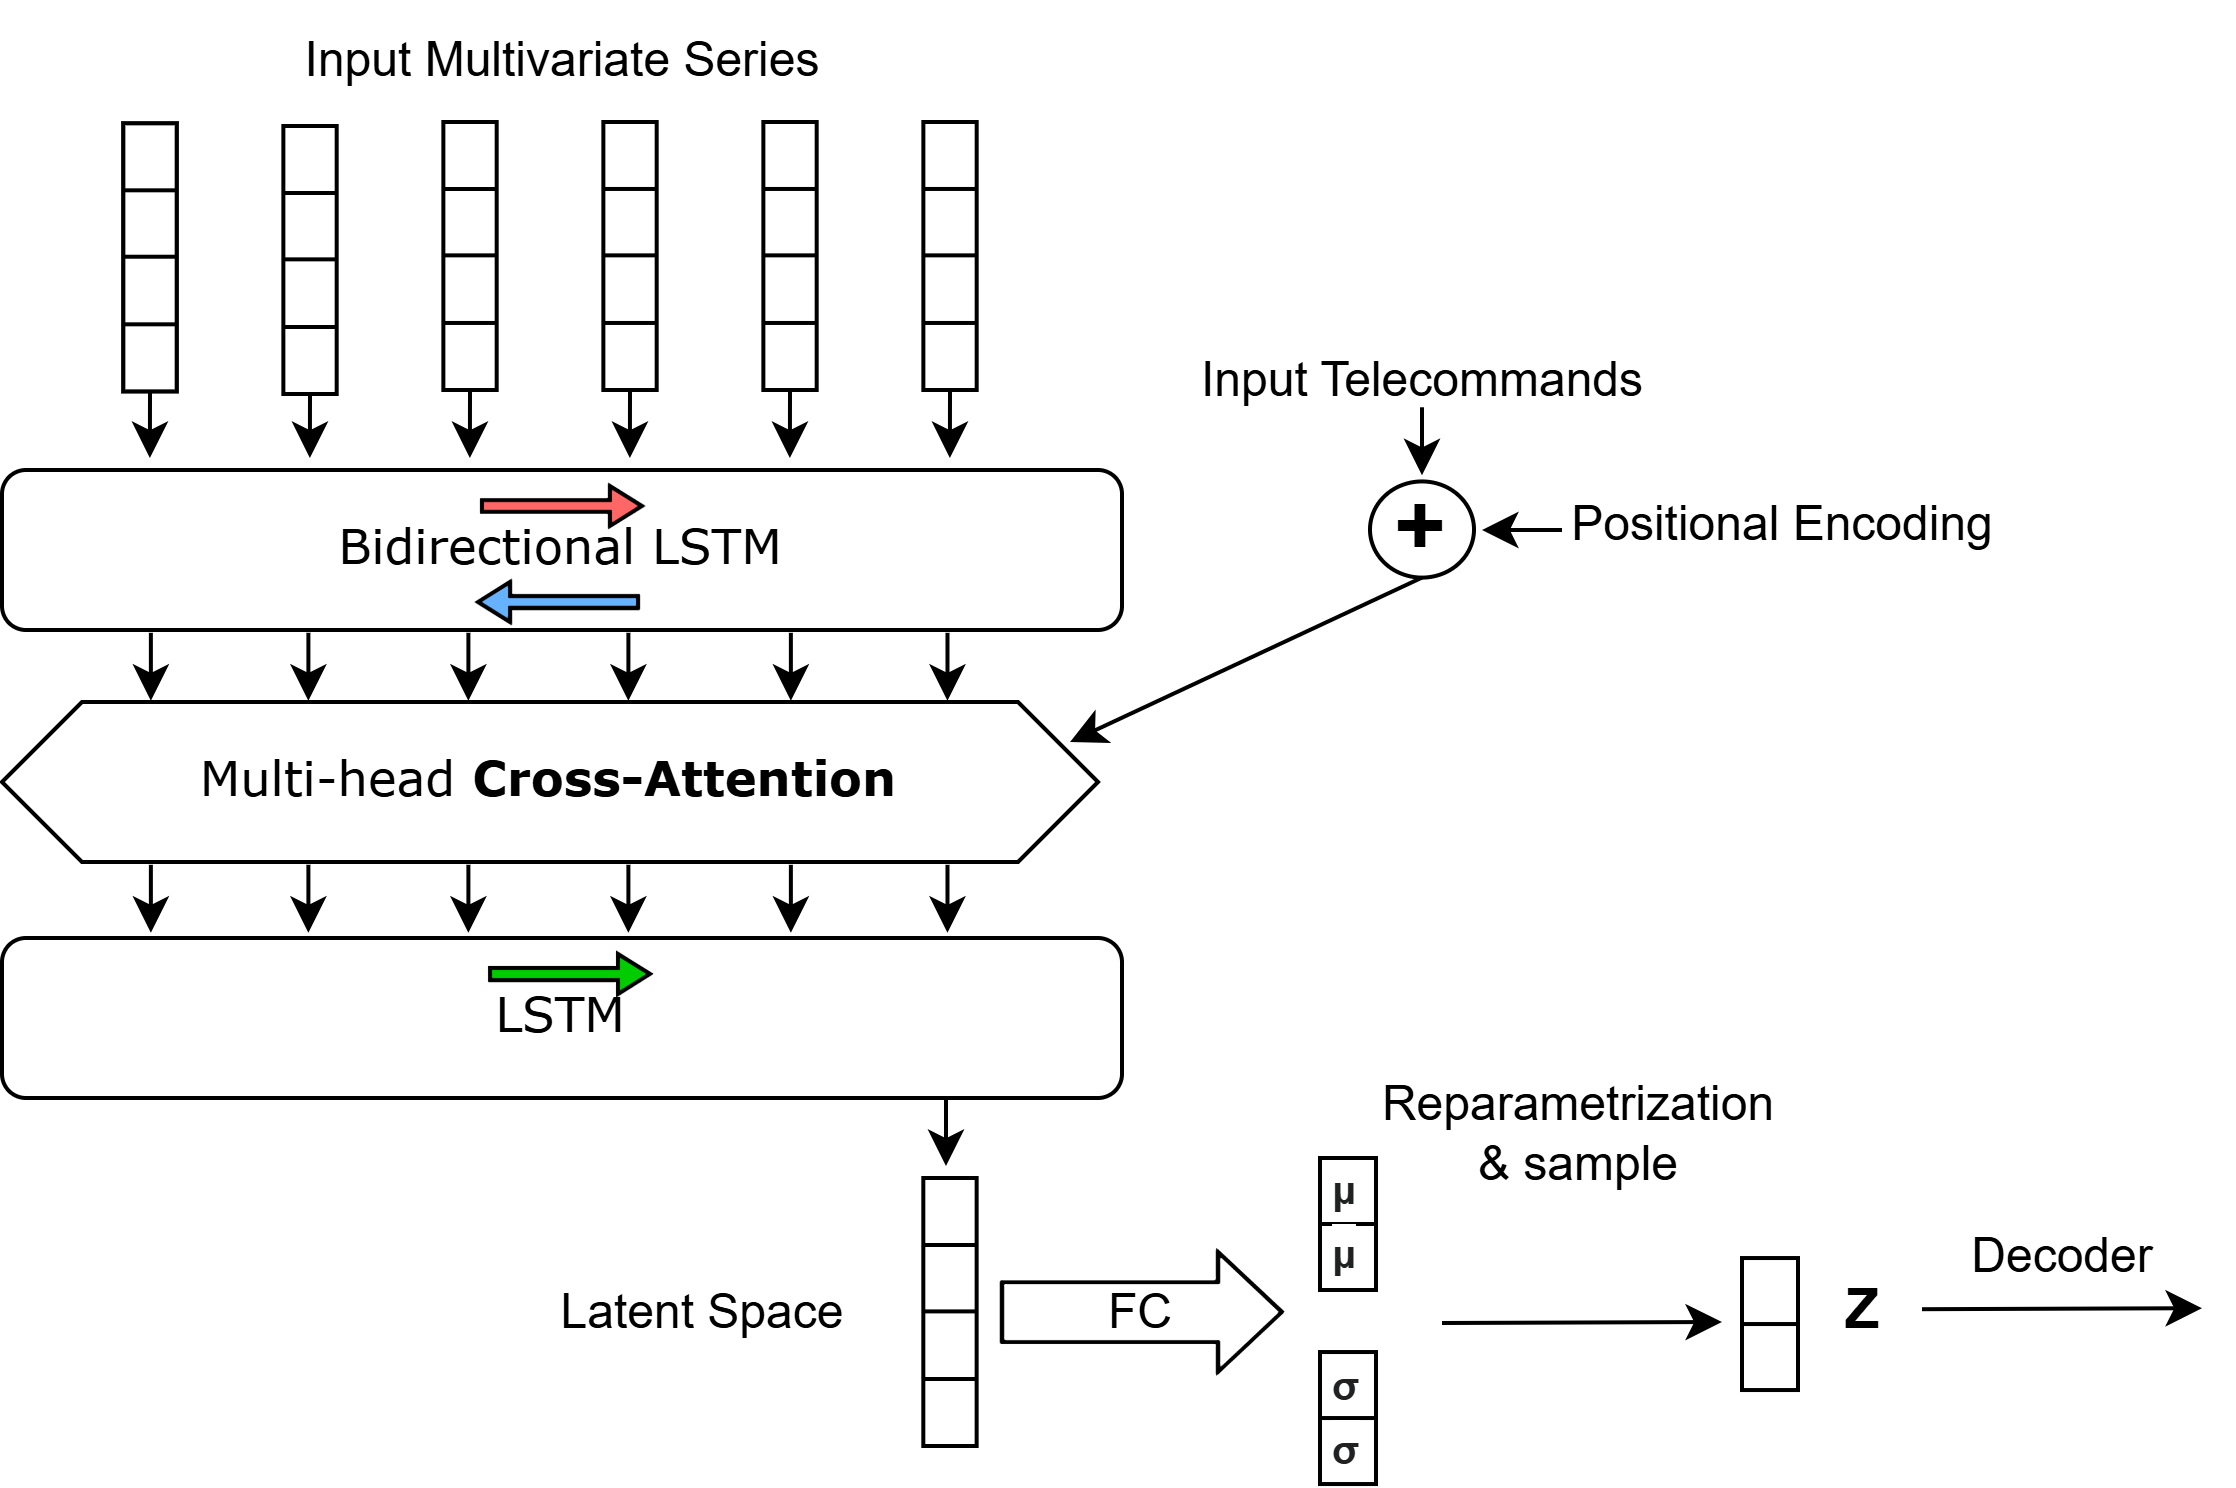 Input Multivariate Series
Input Telecommands
+
Positional Encoding
Bidirectional LSTM
Multi-head Cross-Attention
LSTM
Reparametrization
& sample
Latent Space
FC
μ
μ
σ
σ
Z
Decoder